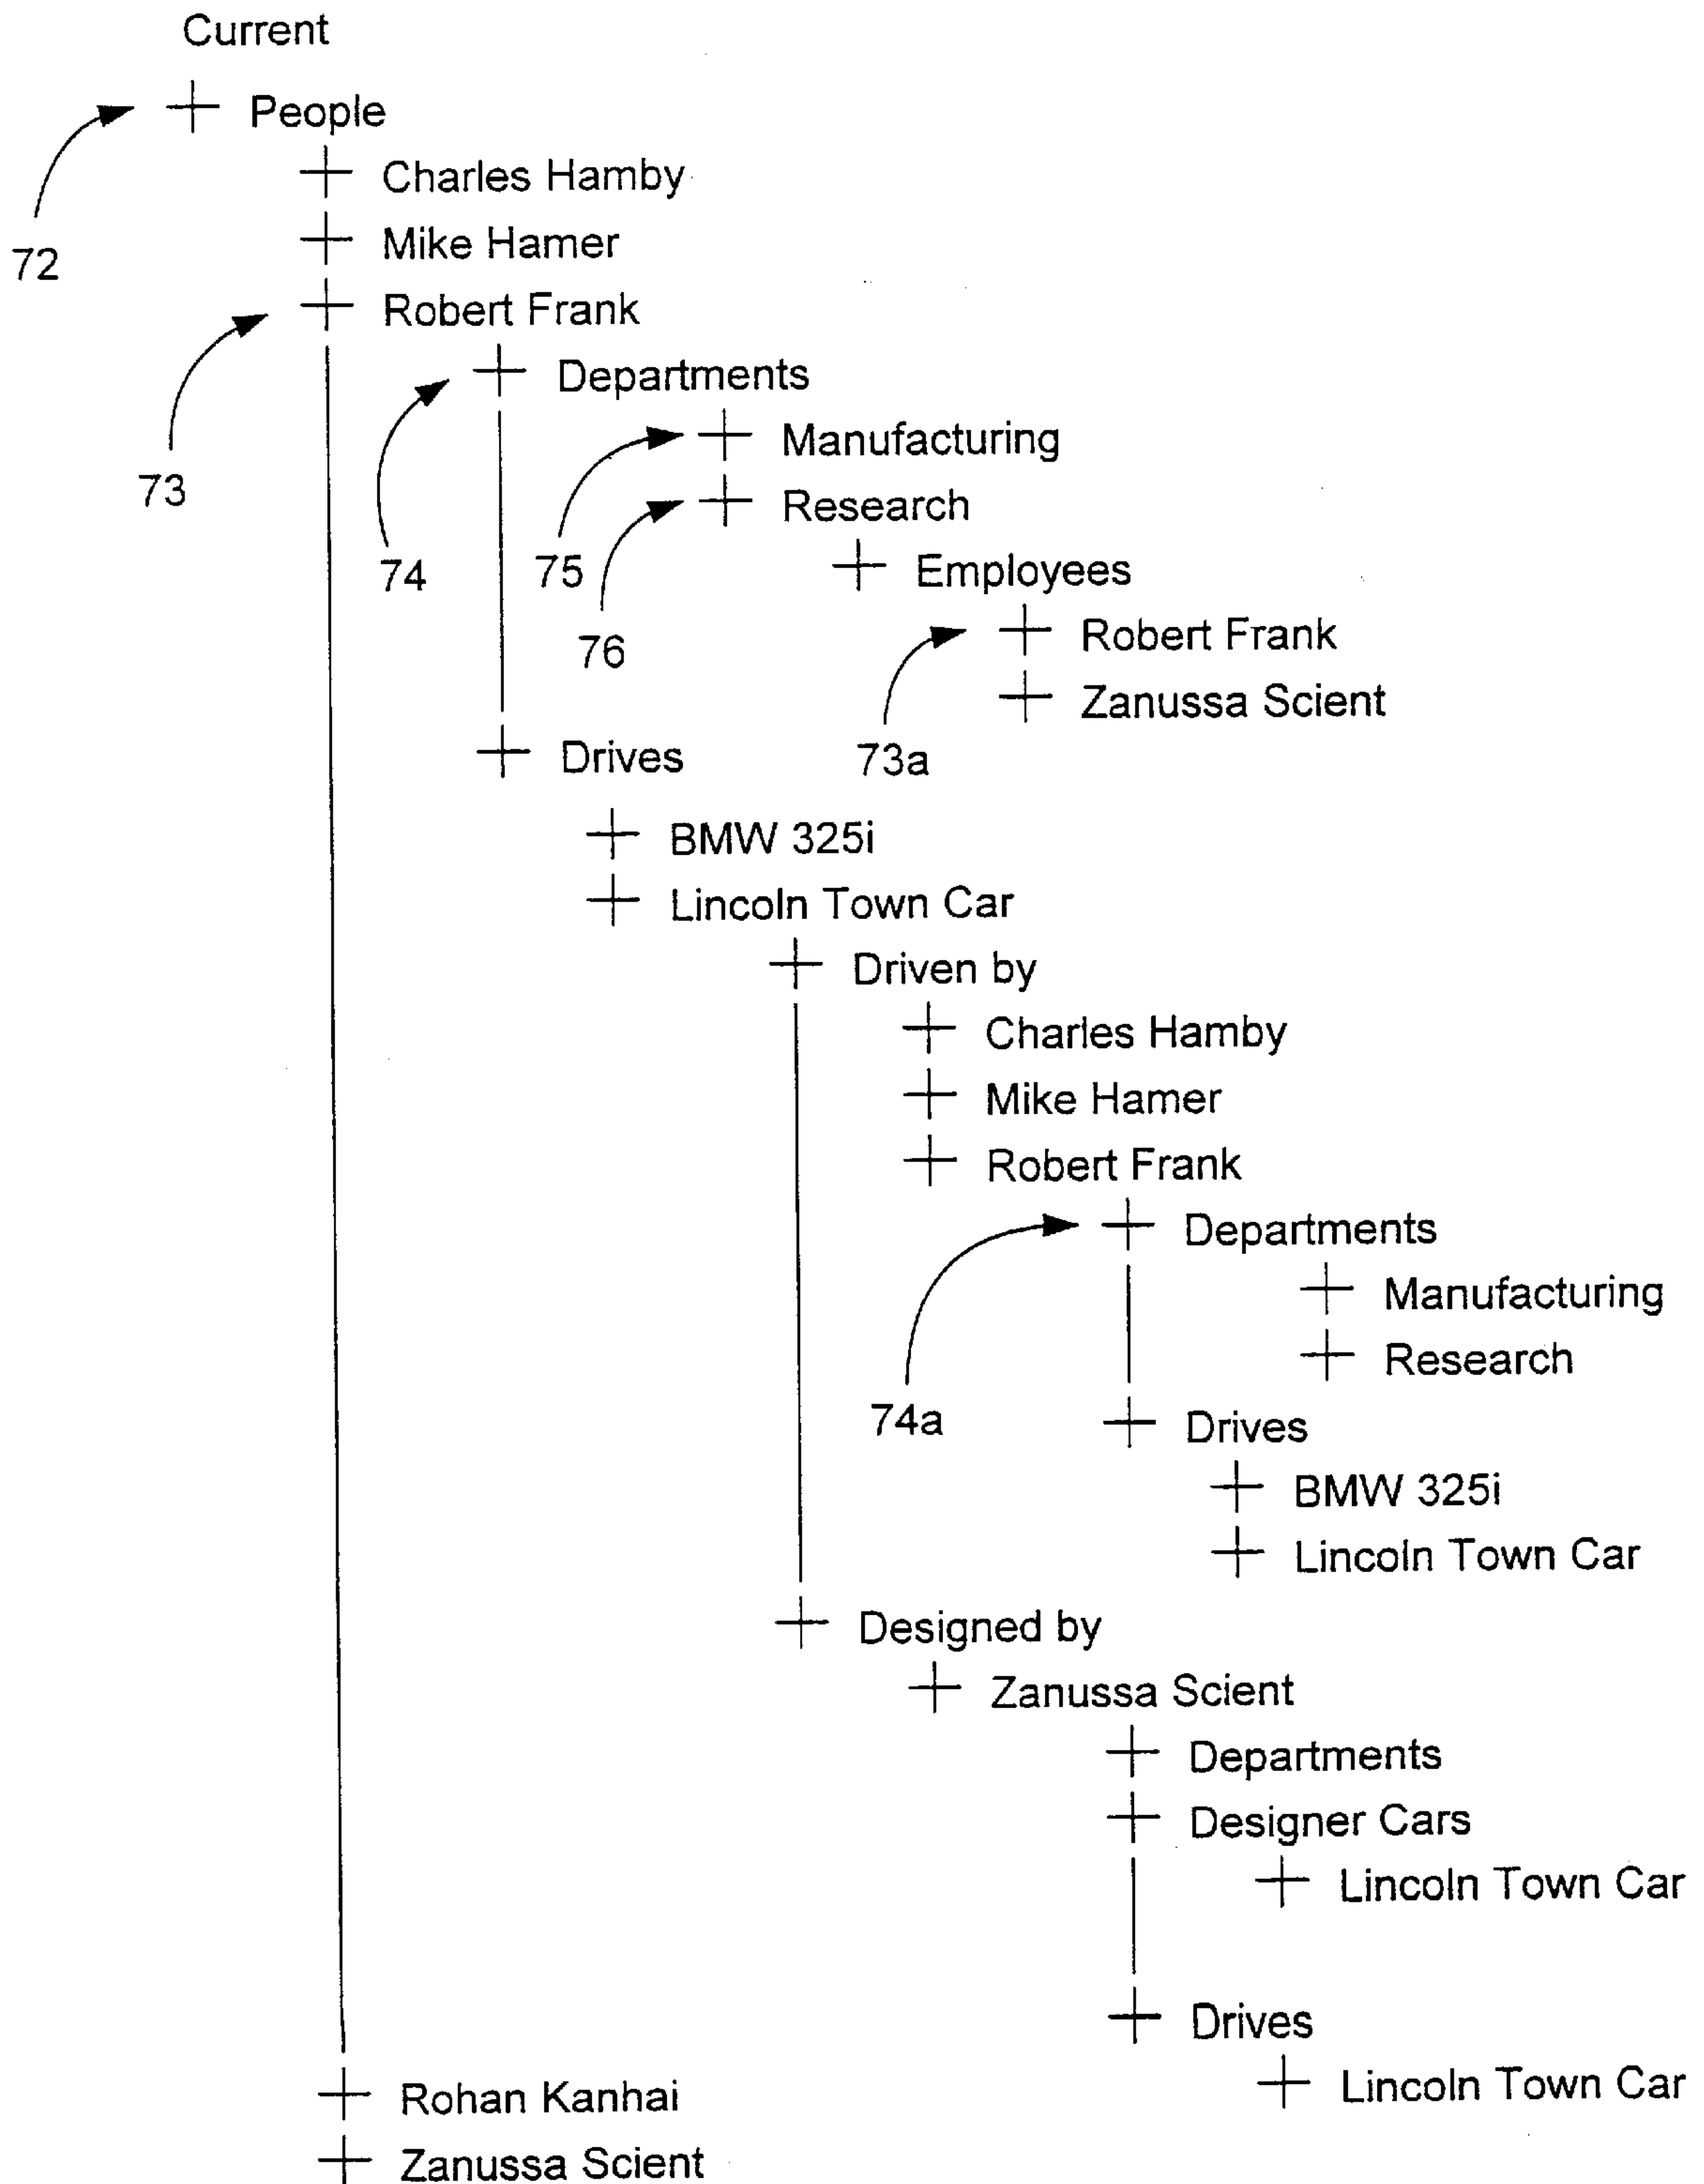 Current
People
Charles Hamby
72
Mike Hamer
Robert Frank
Departments
73
Manufacturing
Research
74
75
Employees
76
Robert Frank
Zanussa Scient
Drives
73a
BMW 325i
Lincoln Town Car
Driven by
Charles Hamby
Mike Hamer
Robert Frank
Departments
Manufacturing
Research
74a
Drives
BMW 325i
Lincoln Town Car
Designed by
Zanussa Scient
Departments
Designer Cars
Lincoln Town Car
Drives
Lincoln Town Car
Rohan Kanhai
Zanussa Scient